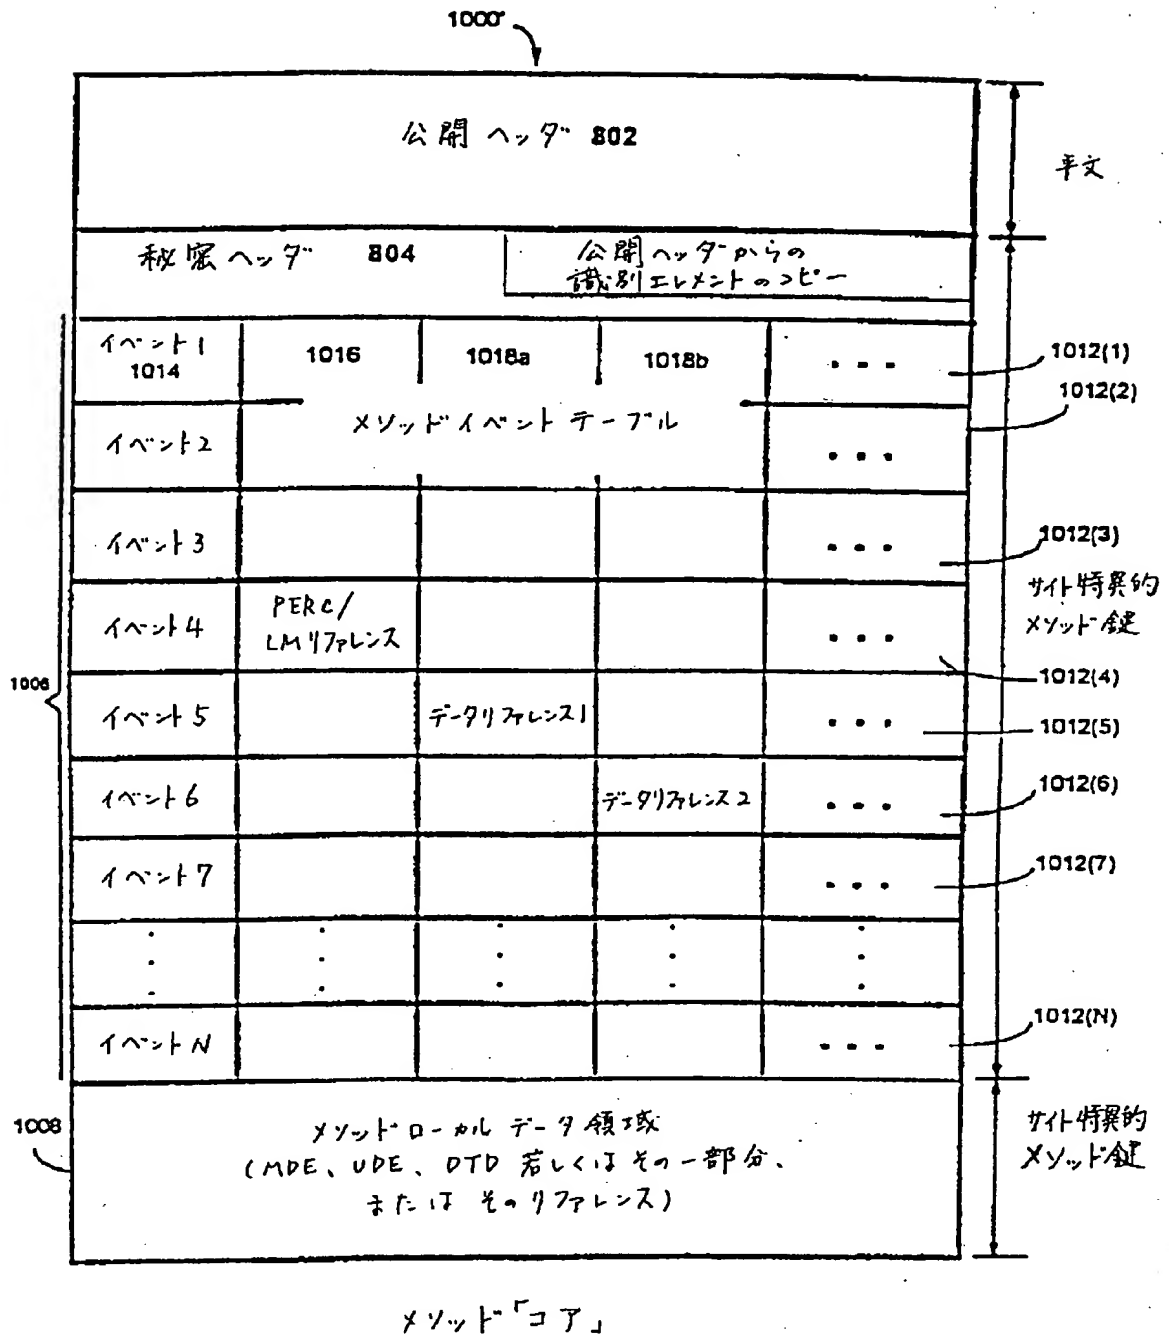 1000'
公開ヘッダ 802
平文
秘密ヘッダ 804
公開ヘッダからの
識別エレメントのコピー
イベント1
1014
1016
1018a
1018b
...
1012(1)
1012(2)
メソッドイベントテーブル
イベント2
...
イベント3
...
1012(3)
サイト特異的
メソッド鍵
イベント4
PERC/
LMリファレンス
...
1012(4)
1006
イベント5
データリファレンス1
...
1012(5)
イベント6
データリファレンス2
...
1012(6)
イベント7
...
1012(7)
イベントN
...
1012(N)
1008
メソッドローカルデータ領域
(MDE、UDE、DTD 若しくはその一部分、
またはそのリファレンス)
サイト特異的
メソッド鍵
メソッド「コア」